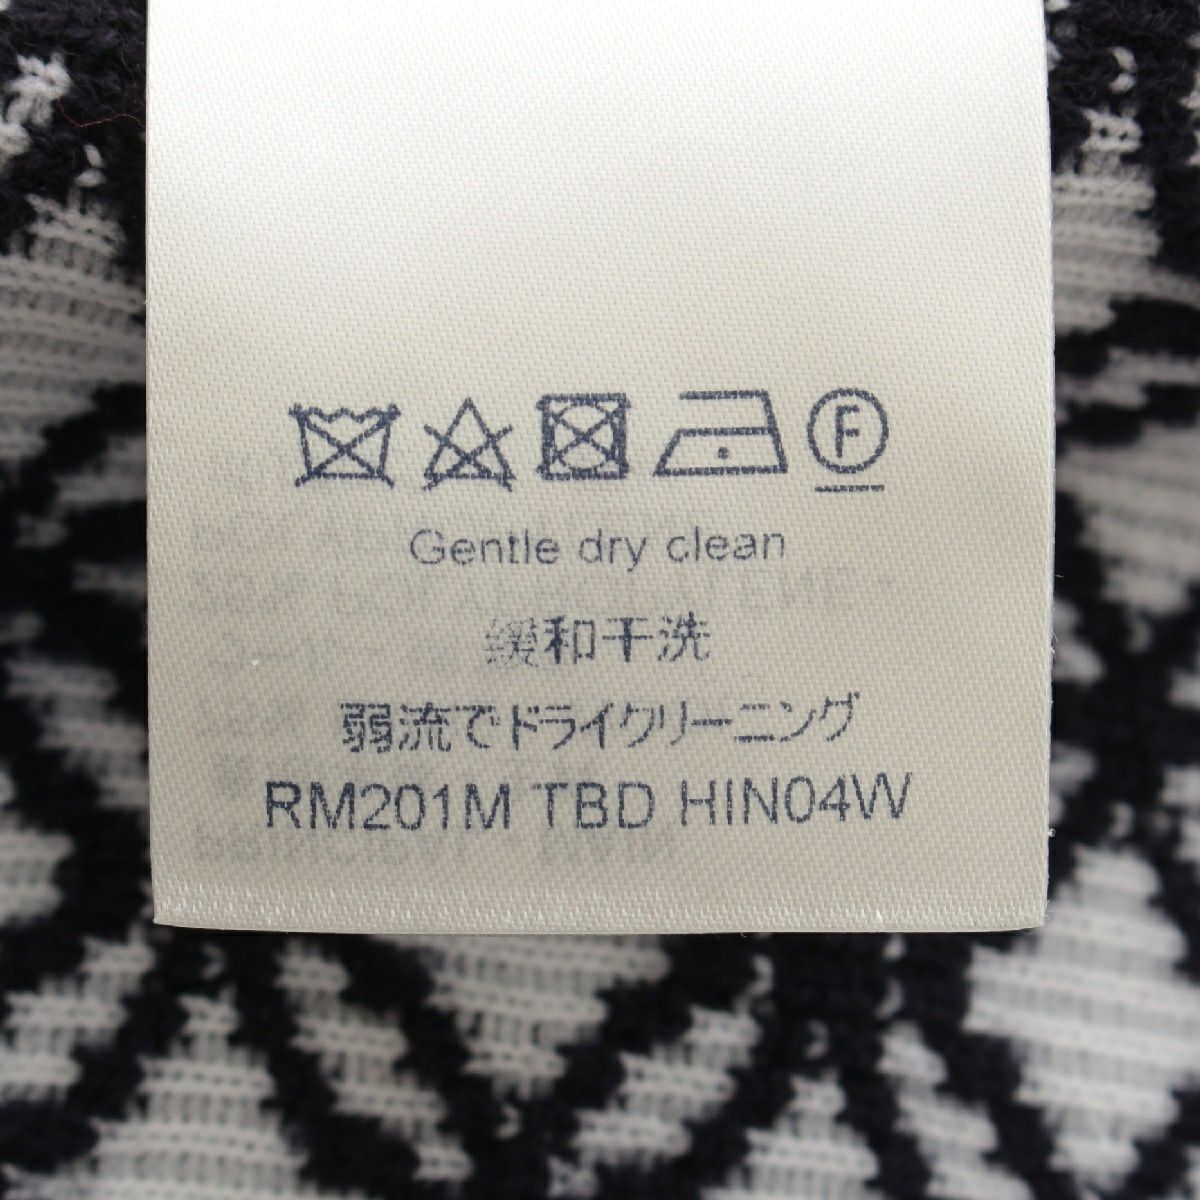 F
Gentle dry clean
緩和干洗
弱流でドライクリーニング
RM201M TBD HIN04W